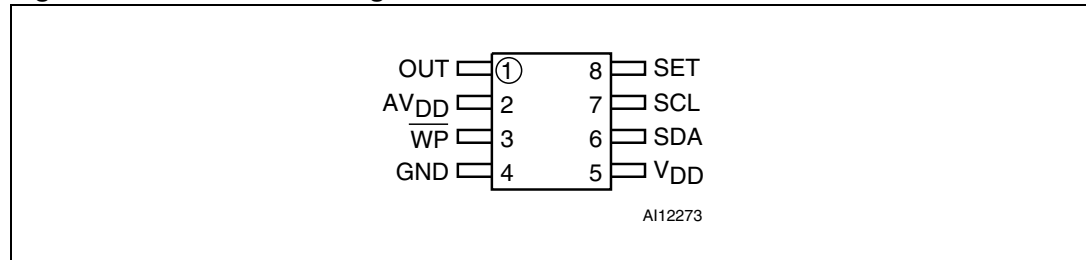 OUT 1 8 SET
AVDD 2 7 SCL
WP 3 6 SDA
GND 4 5 VDD
AI12273